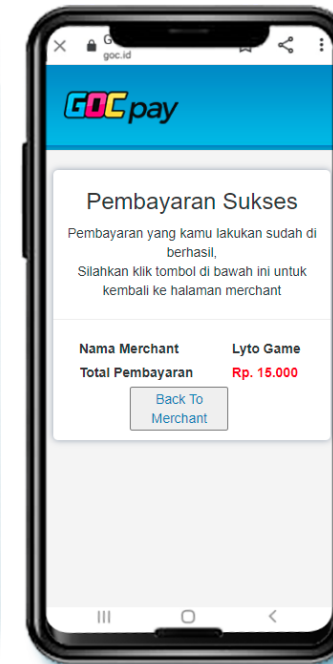 goc.id
GOC pay
Pembayaran Sukses
Pembayaran yang kamu lakukan sudah di
berhasil,
Silahkan klik tombol di bawah ini untuk
kembali ke halaman merchant
Nama Merchant Lyto Game
Total Pembayaran Rp. 15.000
Back To
Merchant